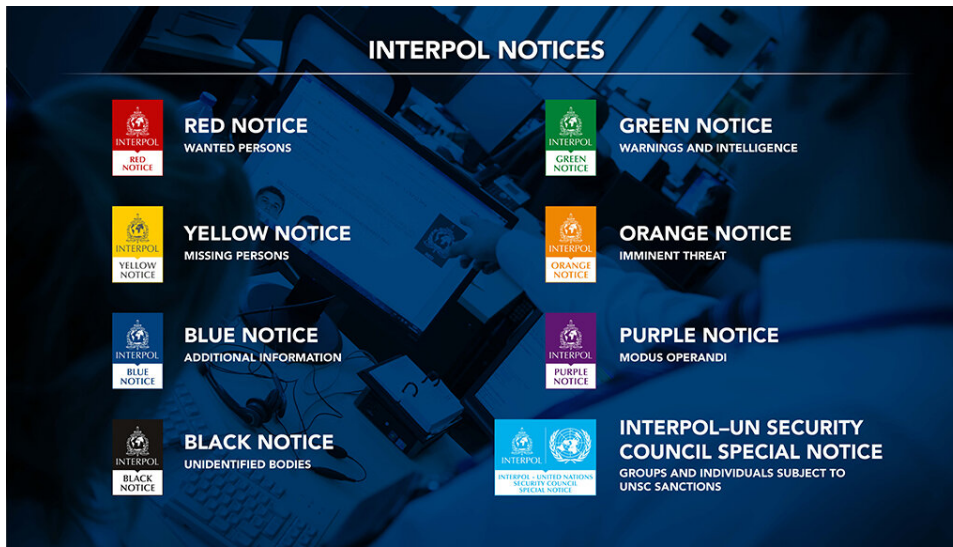 INTERPOL NOTICES
INTERPOL
RED
NOTICE
RED NOTICE
WANTED PERSONS
INTERPOL
GREEN
NOTICE
GREEN NOTICE
WARNINGS AND INTELLIGENCE
INTERPOL
YELLOW
NOTICE
YELLOW NOTICE
MISSING PERSONS
INTERPOL
ORANGE
NOTICE
ORANGE NOTICE
IMMINENT THREAT
INTERPOL
BLUE
NOTICE
BLUE NOTICE
ADDITIONAL INFORMATION
INTERPOL
PURPLE
NOTICE
PURPLE NOTICE
MODUS OPERANDI
INTERPOL
BLACK
NOTICE
BLACK NOTICE
UNIDENTIFIED BODIES
INTERPOL
INTERPOL - UNITED NATIONS
SECURITY COUNCIL
SPECIAL NOTICE
INTERPOL–UN SECURITY
COUNCIL SPECIAL NOTICE
GROUPS AND INDIVIDUALS SUBJECT TO
UNSC SANCTIONS